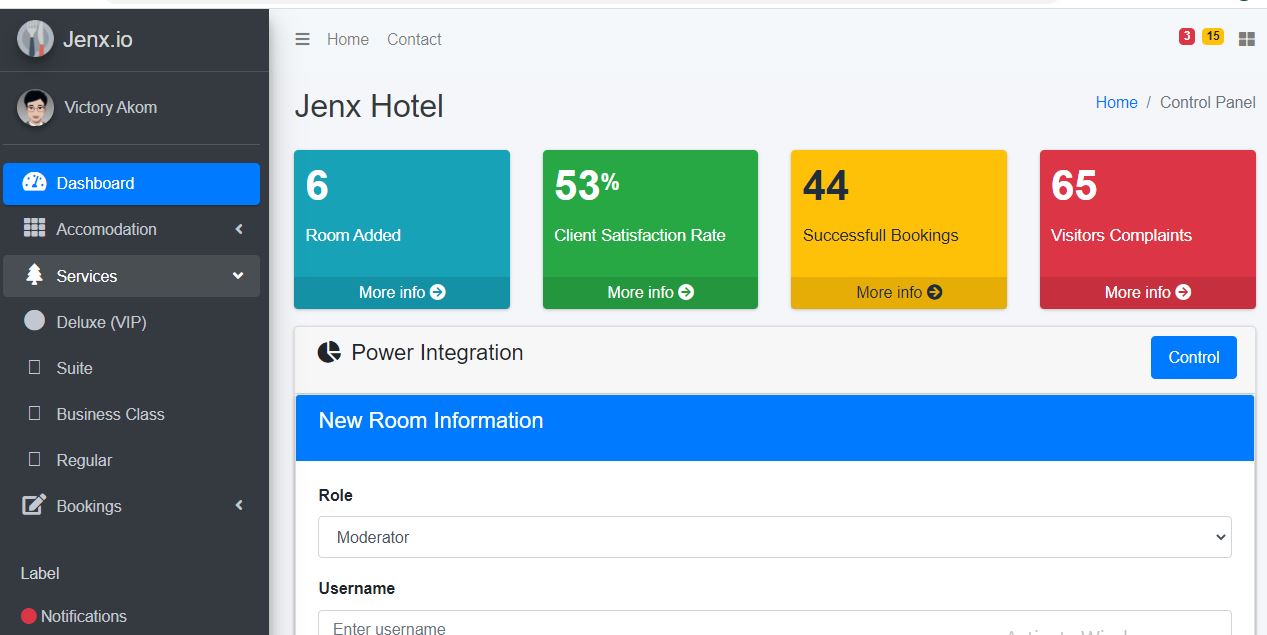 Jenx.io
Victory Akom
Dashboard
Accomodation
Services
Deluxe (VIP)
Suite
Business Class
Regular
Bookings
Label
Notifications
Home Contact
3 15
Jenx Hotel
Home / Control Panel
6
Room Added
More info
53%
Client Satisfaction Rate
More info
44
Successfull Bookings
More info
65
Visitors Complaints
More info
Power Integration
Control
New Room Information
Role
Moderator
Username
Enter username